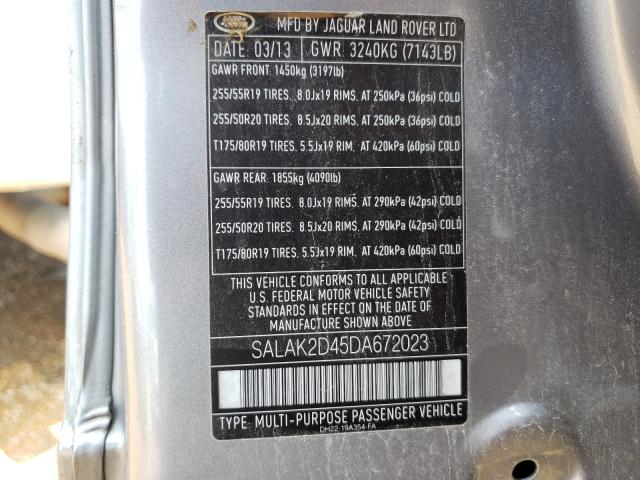 LAND ROVER
MFD BY JAGUAR LAND ROVER LTD
DATE: 03/13 GWR 3240KG (7143LB)
GAWR FRONT: 1450kg (3197lb)
255/55R19 TIRES. 8.0Jx19 RIMS. AT 250kPa (36psi) COLD
255/50R20 TIRES. 8.5Jx20 RIMS. AT 250kPa (36psi) COLD
T175/80R19 TIRES. 5.5Jx19 RIM. AT 420kPa (60psi) COLD
GAWR REAR: 1855kg (4090lb)
255/55R19 TIRES. 8.0Jx19 RIMS. AT 290kPa (42psi) COLD
255/50R20 TIRES. 8.5Jx20 RIMS. AT 290kPa (42psi) COLD
T175/80R19 TIRES. 5.5Jx19 RIM. AT 420kPa (60psi) COLD
THIS VEHICLE CONFORMS TO ALL APPLICABLE
U.S. FEDERAL MOTOR VEHICLE SAFETY
STANDARDS IN EFFECT ON THE DATE OF
MANUFACTURE SHOWN ABOVE.
SALAK2D45DA672023
TYPE: MULTI-PURPOSE PASSENGER VEHICLE
DH22-19A354-FA